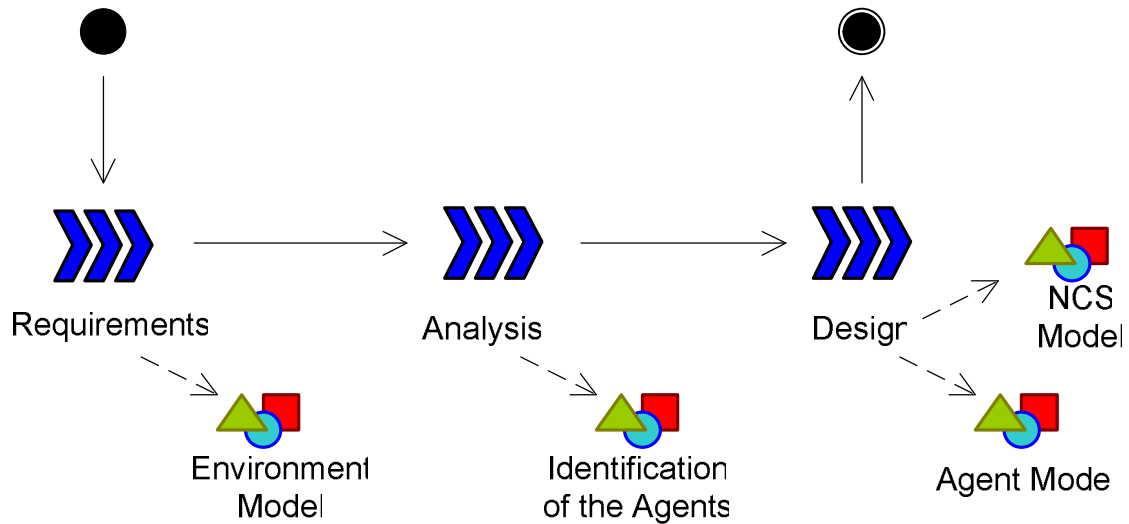 Requirements
Analysis
Design
NCS
Model
Environment
Model
Identification
of the Agents
Agent Mode